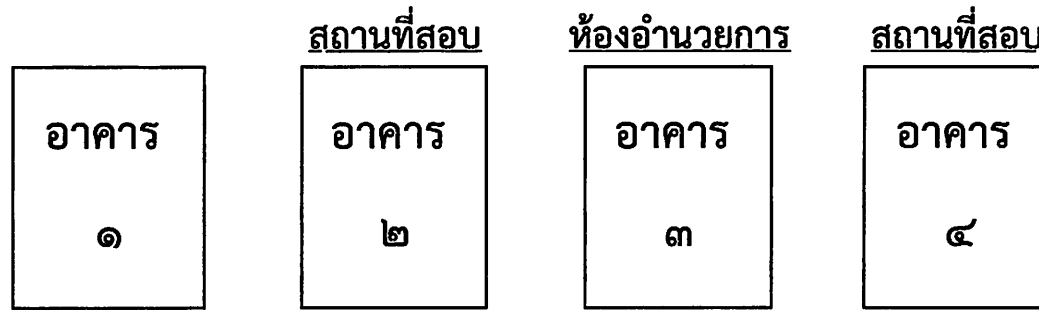 สถานที่สอบ ห้องอำนวยการ สถานที่สอบ
อาคาร อาคาร อาคาร อาคาร
๑ ๒ ๓ ๔